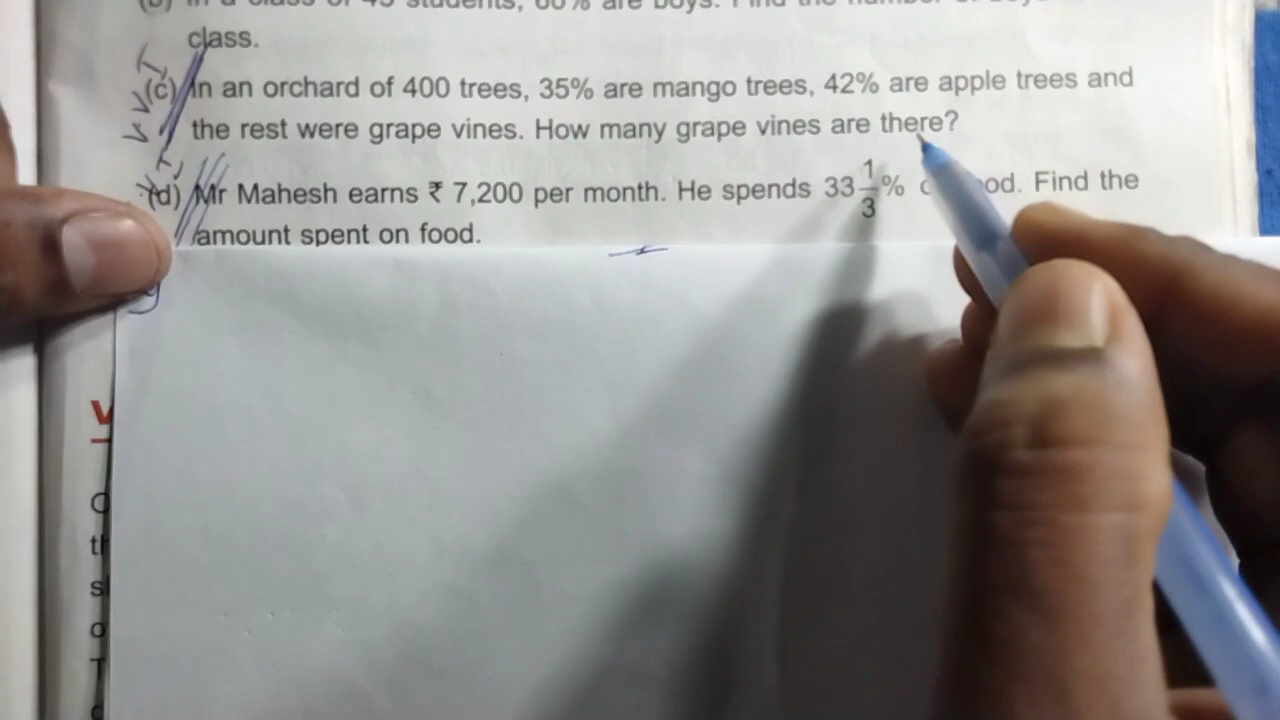 class.
(c) In an orchard of 400 trees, 35% are mango trees, 42% are apple trees and
the rest were grape vines. How many grape vines are there?
(d) Mr Mahesh earns ₹ 7,200 per month. He spends 33 1/3 % Find the
amount spent on food.